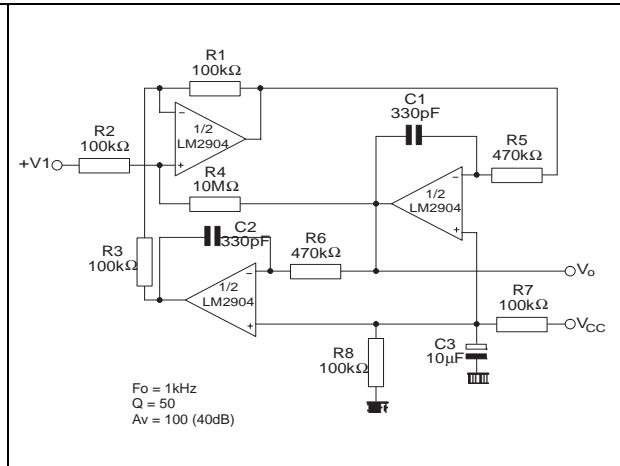 R1
100kΩ
R2
100kΩ
+V1
−
+
1/2
LM2904
R4
10MΩ
C1
330pF
R5
470kΩ
−
+
1/2
LM2904
R3
100kΩ
C2
330pF
R6
470kΩ
−
+
1/2
LM2904
Vo
R7
100kΩ
VCC
R8
100kΩ
C3
10µF
Fo = 1kHz
Q = 50
Av = 100 (40dB)